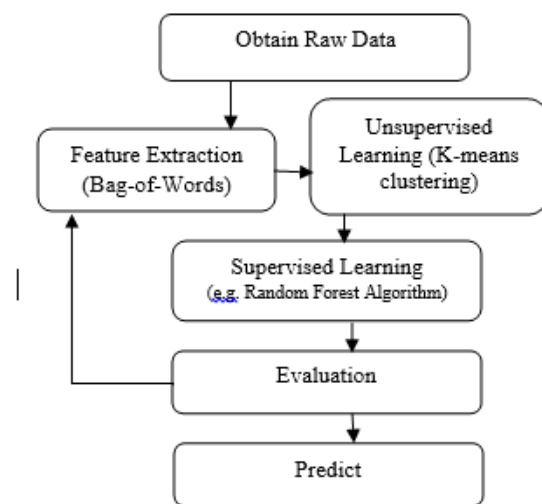 Obtain Raw Data
Feature Extraction
(Bag-of-Words)
Unsupervised
Learning (K-means
clustering)
Supervised Learning
(e.g. Random Forest Algorithm)
Evaluation
Predict